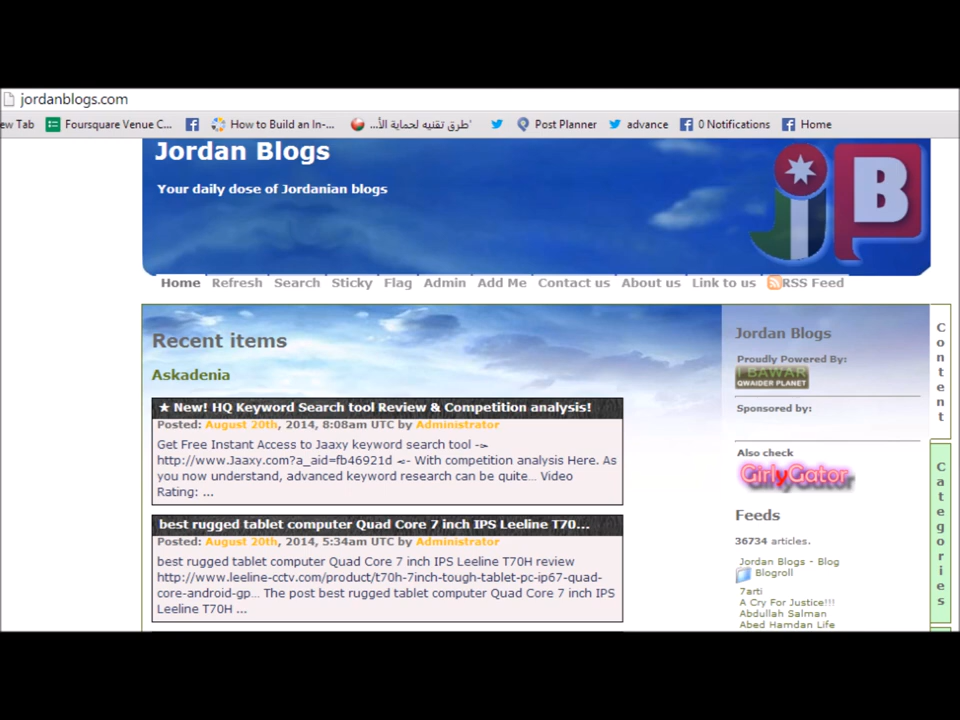 jordanblogs.com
ew Tab Foursquare Venue C... How to Build an In-... طرق تقنيه لحماية الأ... Post Planner advance 0 Notifications Home
Jordan Blogs
Your daily dose of Jordanian blogs
JB
Home Refresh Search Sticky Flag Admin Add Me Contact us About us Link to us RSS Feed
Recent items
Askadenia
★ New! HQ Keyword Search tool Review & Competition analysis!
Posted: August 20th, 2014, 8:08am UTC by Administrator
Get Free Instant Access to Jaaxy keyword search tool -»
http://www.Jaaxy.com?a_aid=fb46921d «- With competition analysis Here. As
you now understand, advanced keyword research can be quite... Video
Rating: ...
best rugged tablet computer Quad Core 7 inch IPS Leeline T70...
Posted: August 20th, 2014, 5:34am UTC by Administrator
best rugged tablet computer Quad Core 7 inch IPS Leeline T70H review
http://www.leeline-cctv.com/product/t70h-7inch-tough-tablet-pc-ip67-quad-
core-android-gp... The post best rugged tablet computer Quad Core 7 inch IPS
Leeline T70H ...
Jordan Blogs
Proudly Powered By:
BAWAR
QWAIDER PLANET
Sponsored by:
Also check
GirlyGator
Feeds
36734 articles.
Jordan Blogs - Blog
Blogroll
7arti
A Cry For Justice!!!
Abdullah Salman
Abed Hamdan Life
Content
Categories